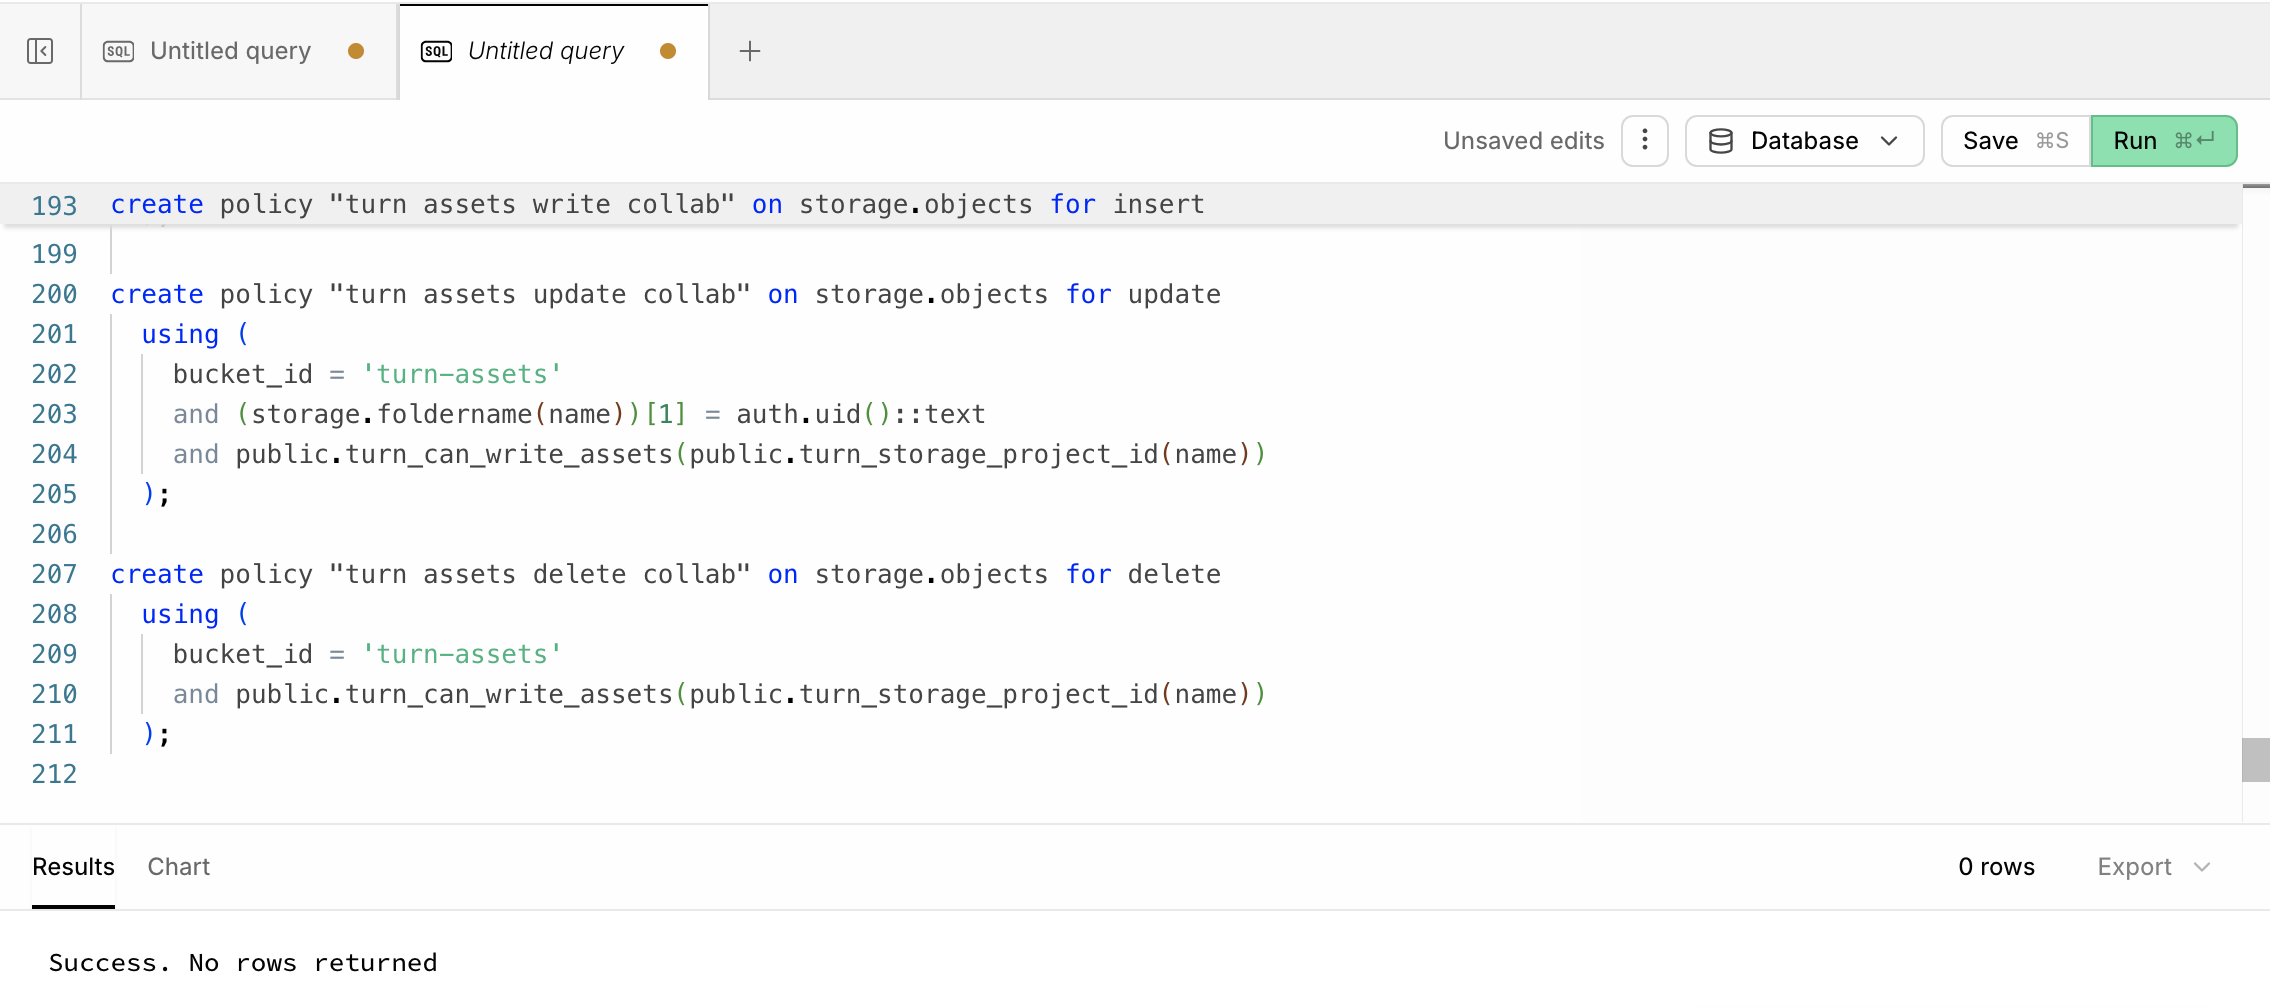 SQL Untitled query SQL Untitled query +
Unsaved edits Database Save ⌘S Run ⌘↵
193 create policy "turn assets write collab" on storage.objects for insert
199
200 create policy "turn assets update collab" on storage.objects for update
201 using (
202 bucket_id = 'turn-assets'
203 and (storage.foldername(name))[1] = auth.uid()::text
204 and public.turn_can_write_assets(public.turn_storage_project_id(name))
205 );
206
207 create policy "turn assets delete collab" on storage.objects for delete
208 using (
209 bucket_id = 'turn-assets'
210 and public.turn_can_write_assets(public.turn_storage_project_id(name))
211 );
212
Results Chart 0 rows Export
Success. No rows returned